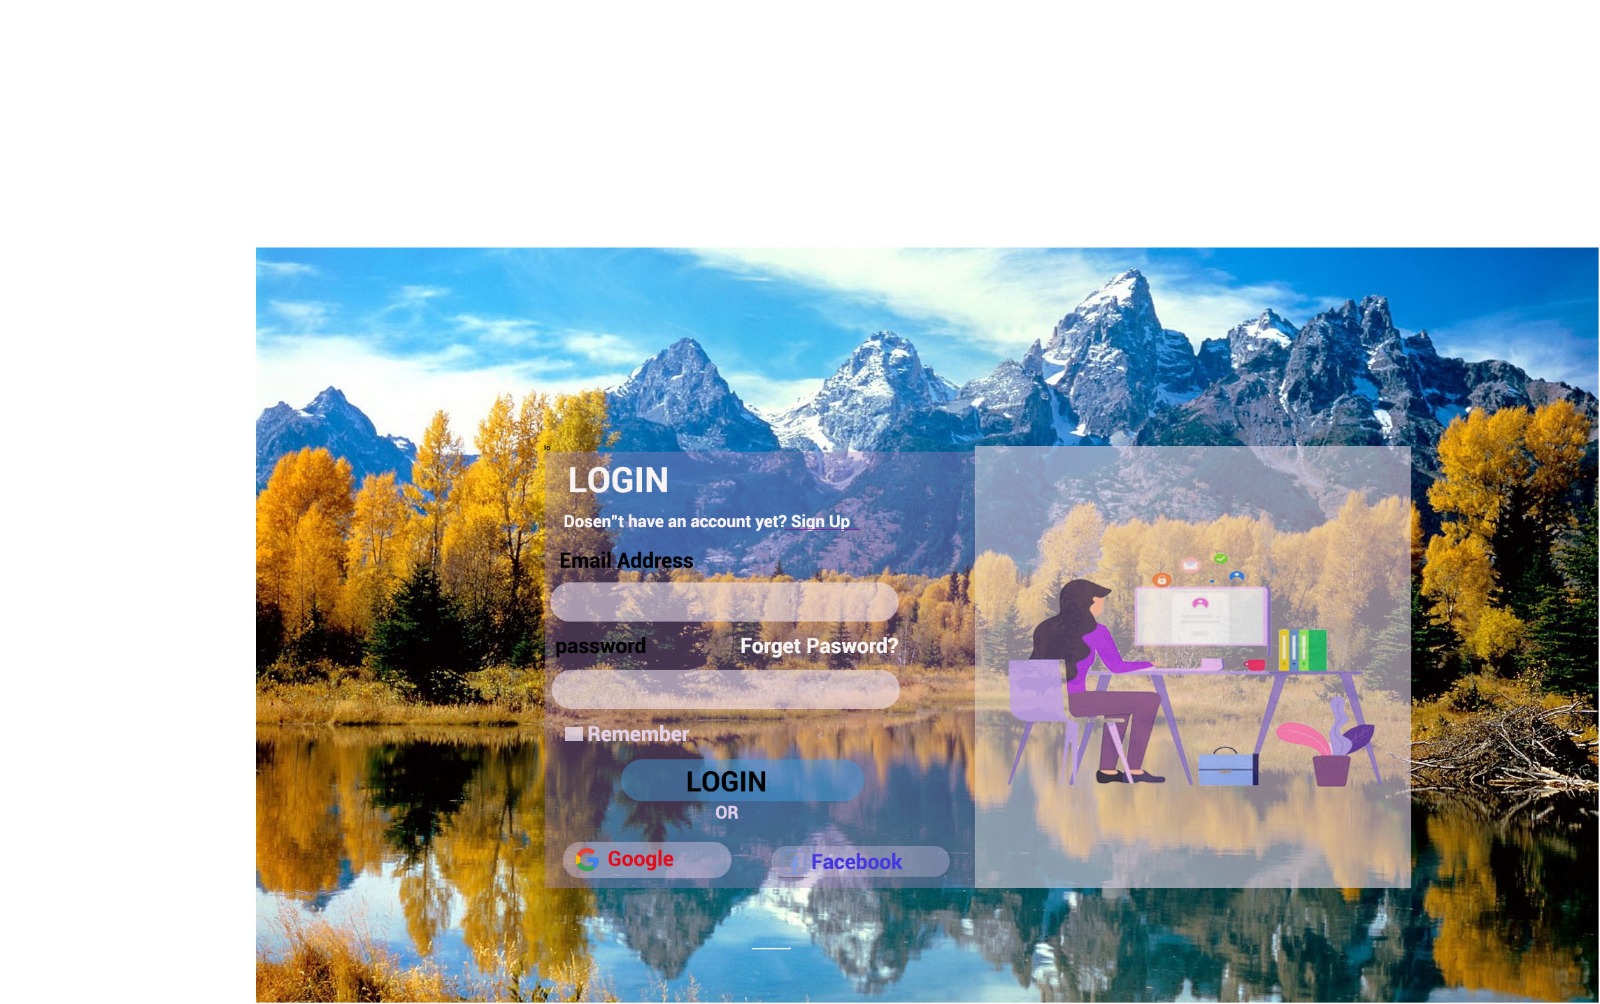 LOGIN
Dosen"t have an account yet? Sign Up
Email Address
password Forget Pasword?
Remember
LOGIN
OR
Google Facebook